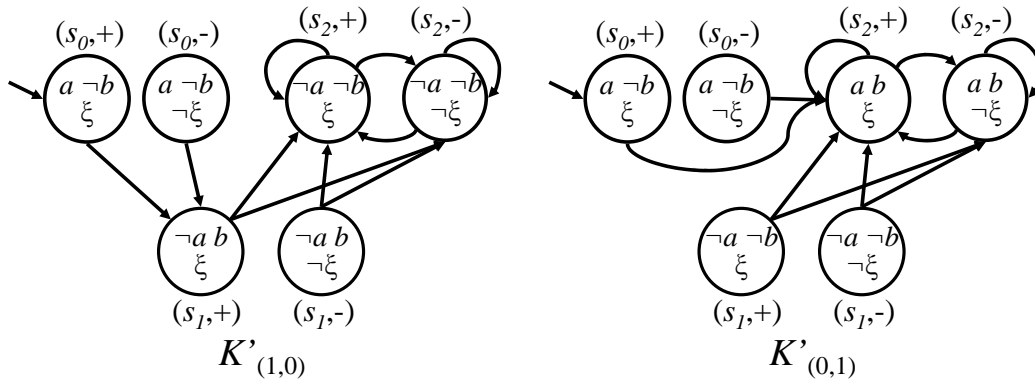 (s0,+) (s0,-) (s2,+) (s2,-) (s0,+) (s0,-) (s2,+) (s2,-)
a ¬b a ¬b ¬a ¬b ¬a ¬b a ¬b a ¬b a b a b
ξ ¬ξ ξ ¬ξ ξ ¬ξ ξ ¬ξ
¬a b ¬a b ¬a ¬b ¬a ¬b
ξ ¬ξ ξ ¬ξ
(s1,+) (s1,-) (s1,+) (s1,-)
K’(1,0) K’(0,1)